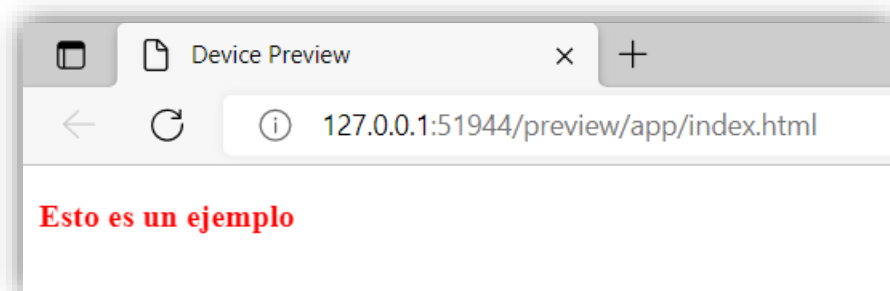 Device Preview
127.0.0.1:51944/preview/app/index.html
Esto es un ejemplo